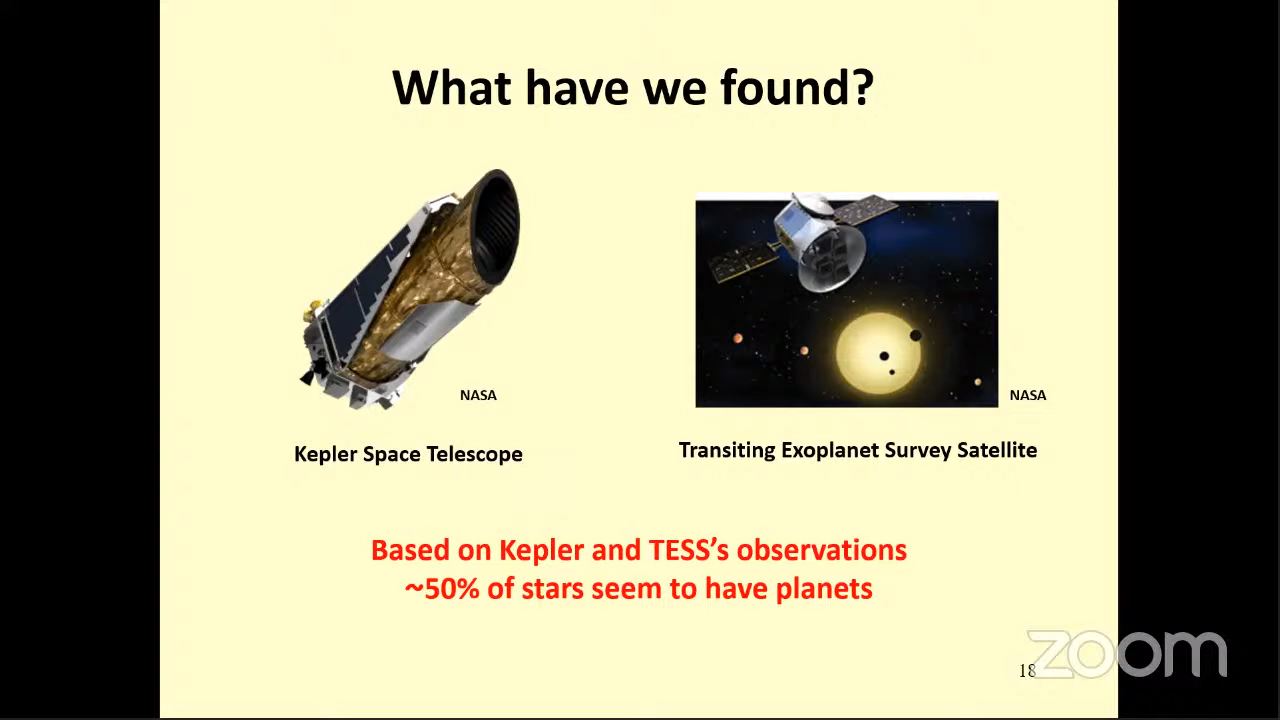 What have we found?
NASA
NASA
Kepler Space Telescope
Transiting Exoplanet Survey Satellite
Based on Kepler and TESS's observations
~50% of stars seem to have planets
18
zoom